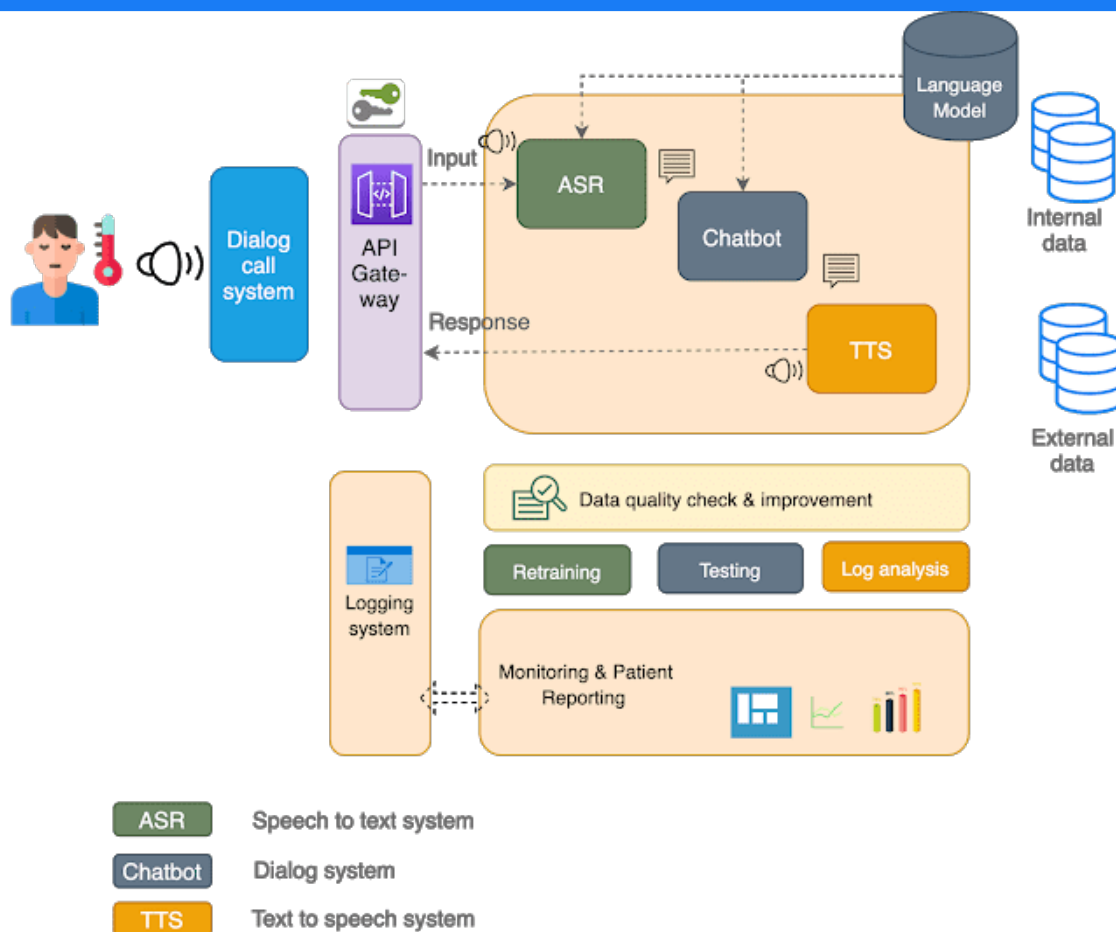 Language
Model
Input
ASR
Internal
data
Dialog
call
system
API
Gate-
way
Chatbot
Response
TTS
External
data
Data quality check & improvement
Retraining
Testing
Log analysis
Logging
system
Monitoring & Patient
Reporting
ASR Speech to text system
Chatbot Dialog system
TTS Text to speech system